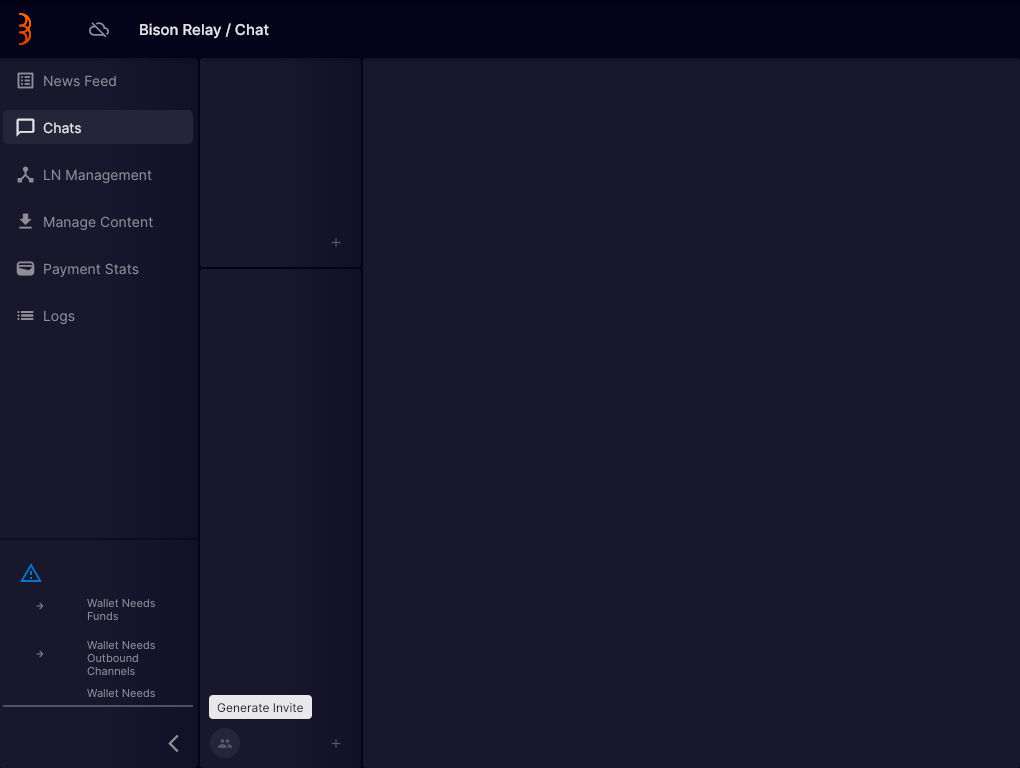 Bison Relay / Chat
News Feed
Chats
LN Management
Manage Content
Payment Stats
Logs
Wallet Needs
Funds
Wallet Needs
Outbound
Channels
Wallet Needs
Generate Invite